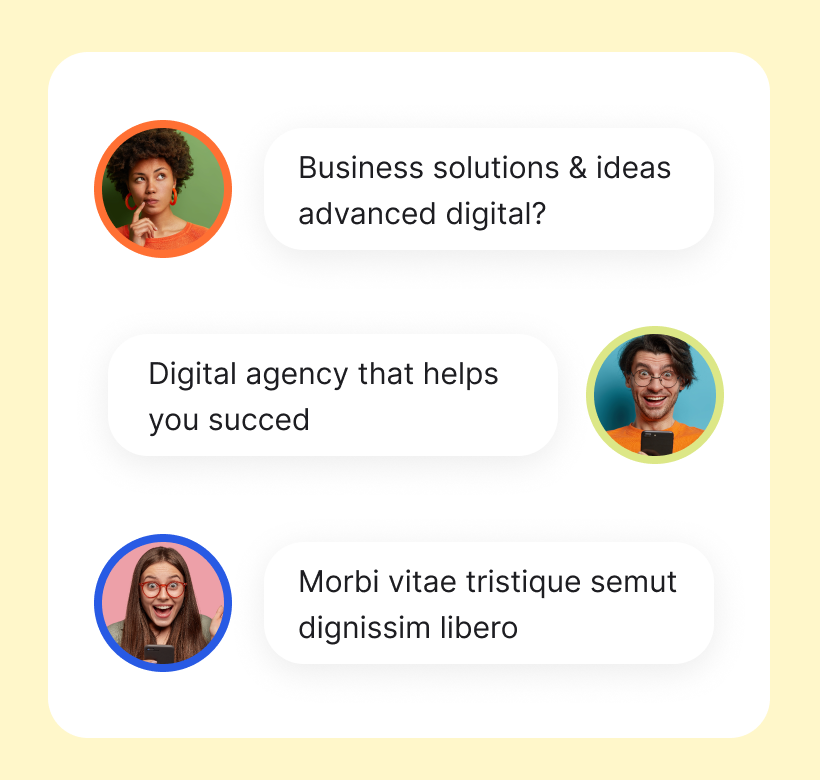 Business solutions & ideas
advanced digital?
Digital agency that helps
you succed
Morbi vitae tristique semut
dignissim libero